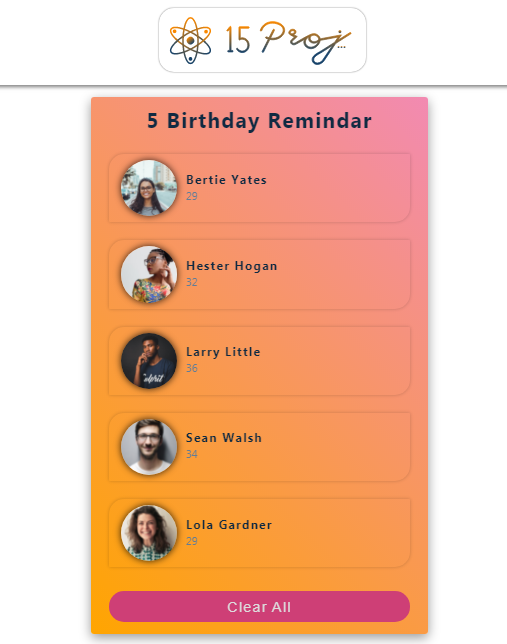 15 Proj...
5 Birthday Remindar
Bertie Yates
29
Hester Hogan
32
Larry Little
36
Sean Walsh
34
Lola Gardner
29
Clear All